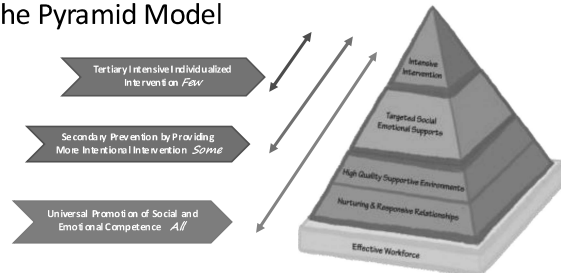 he Pyramid Model
Tertiary Intensive Individualized
Intervention Few
Secondary Prevention by Providing
More Intentional Intervention Some
Universal Promotion of Social and
Emotional Competence All
Intensive
Intervention
Targeted Social
Emotional Supports
High Quality Supportive Environments
Nurturing & Responsive Relationships
Effective Workforce